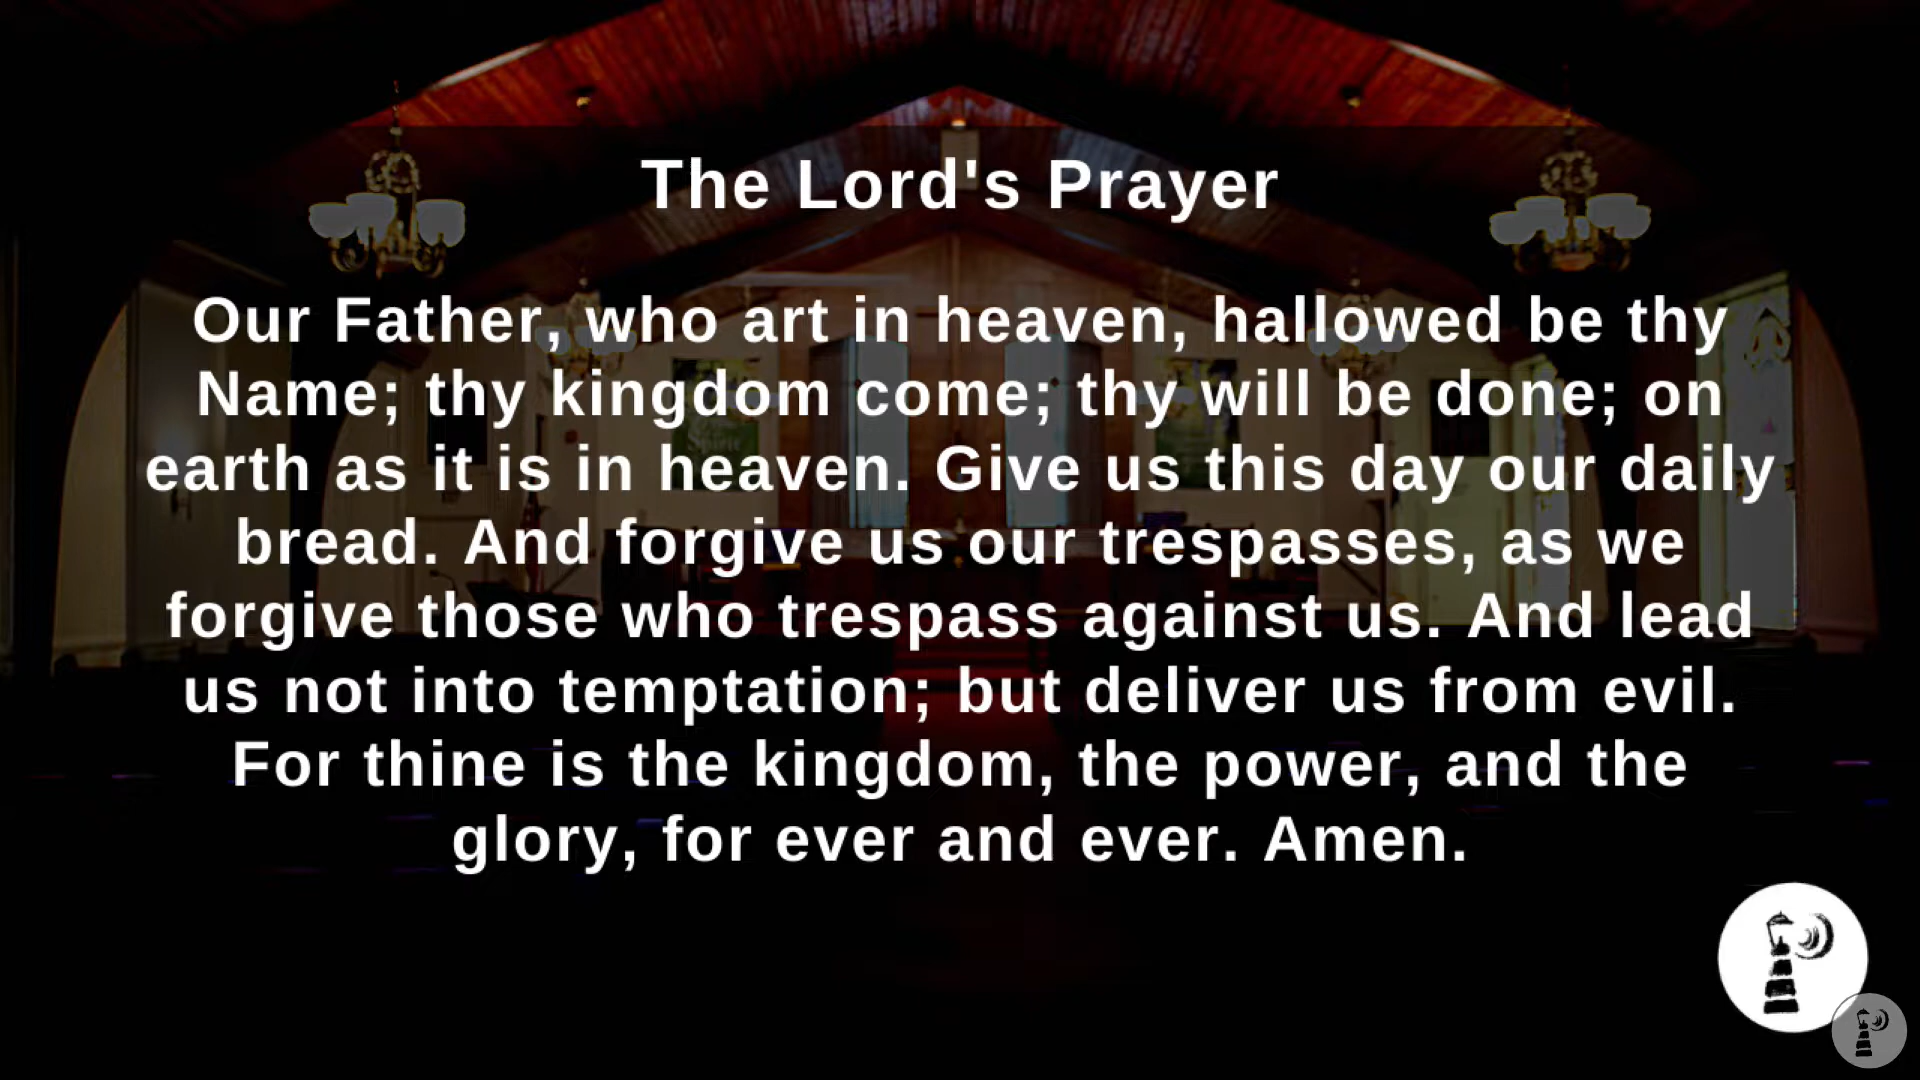 The Lord's Prayer
Our Father, who art in heaven, hallowed be thy
Name; thy kingdom come; thy will be done; on
earth as it is in heaven. Give us this day our daily
bread. And forgive us our trespasses, as we
forgive those who trespass against us. And lead
us not into temptation; but deliver us from evil.
For thine is the kingdom, the power, and the
glory, for ever and ever. Amen.